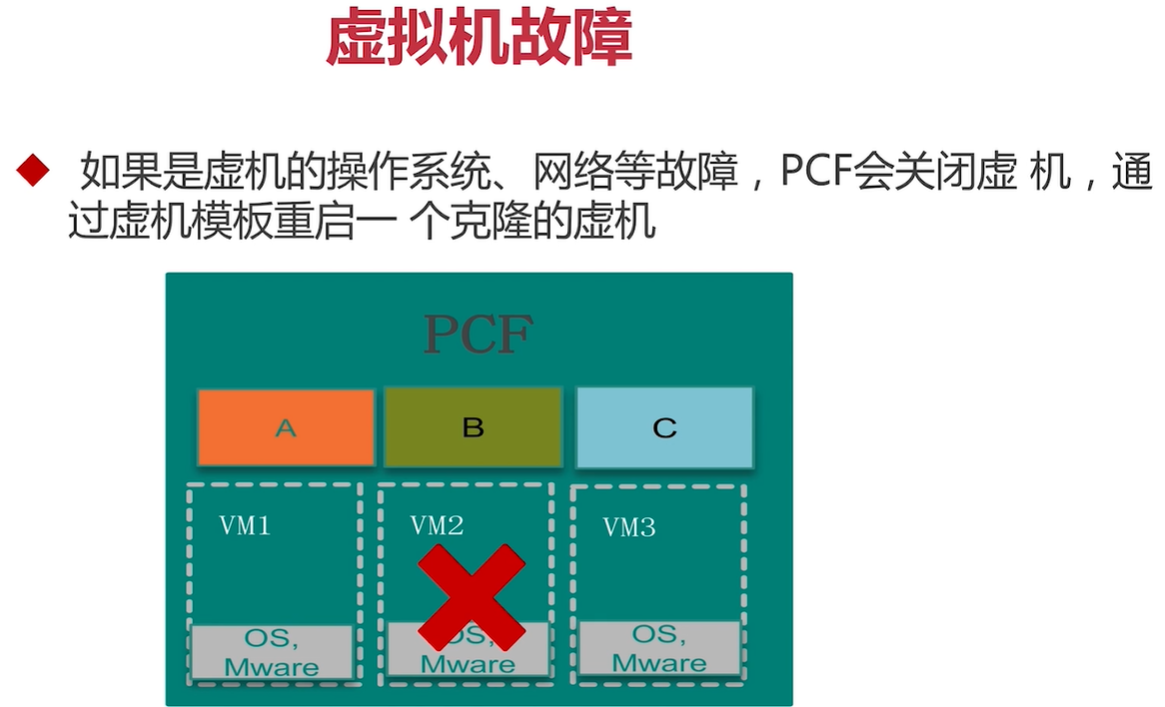 虚拟机故障
如果是虚机的操作系统、网络等故障，PCF会关闭虚 机，通
过虚机模板重启一 个克隆的虚机
PCF
A
B
C
VM1
VM2
VM3
OS,
Mware
OS,
Mware
OS,
Mware